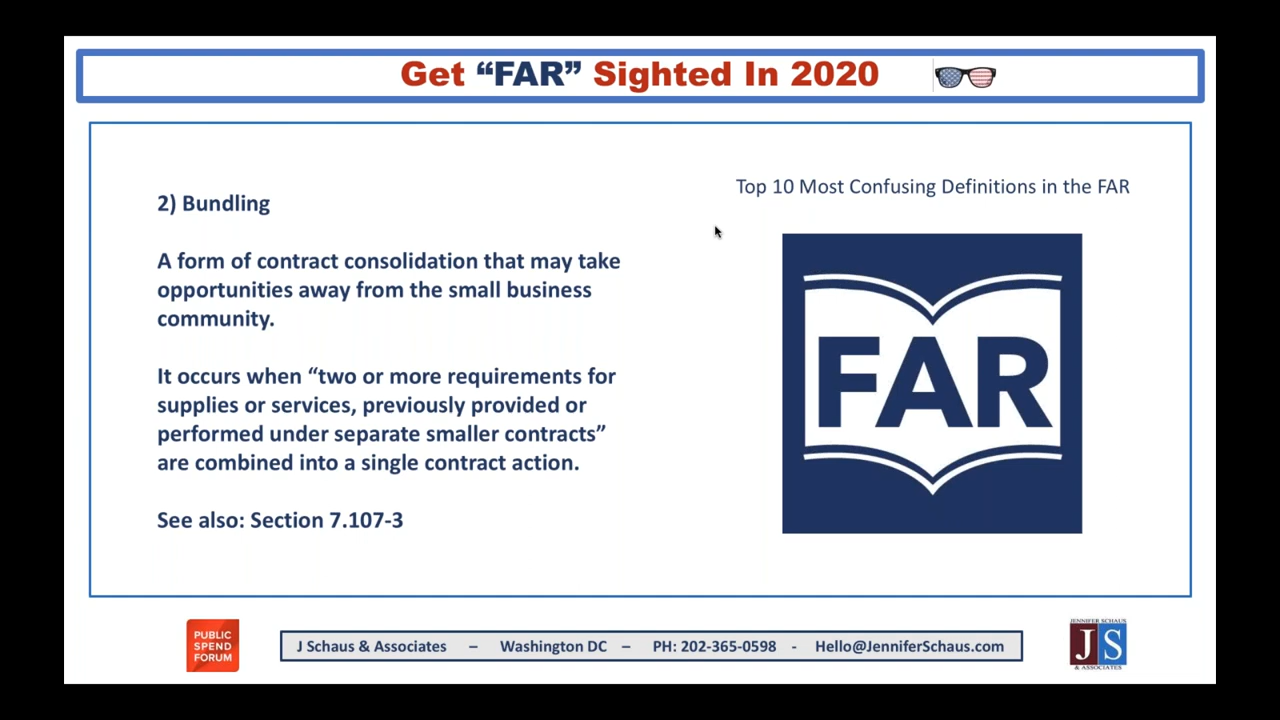 Get “FAR” Sighted In 2020
2) Bundling
A form of contract consolidation that may take
opportunities away from the small business
community.
It occurs when “two or more requirements for
supplies or services, previously provided or
performed under separate smaller contracts”
are combined into a single contract action.
See also: Section 7.107-3
Top 10 Most Confusing Definitions in the FAR
FAR
PUBLIC
SPEND
FORUM
J Schaus & Associates – Washington DC – PH: 202-365-0598 - Hello@JenniferSchaus.com
JENNIFER SCHAUS
JS
& ASSOCIATES